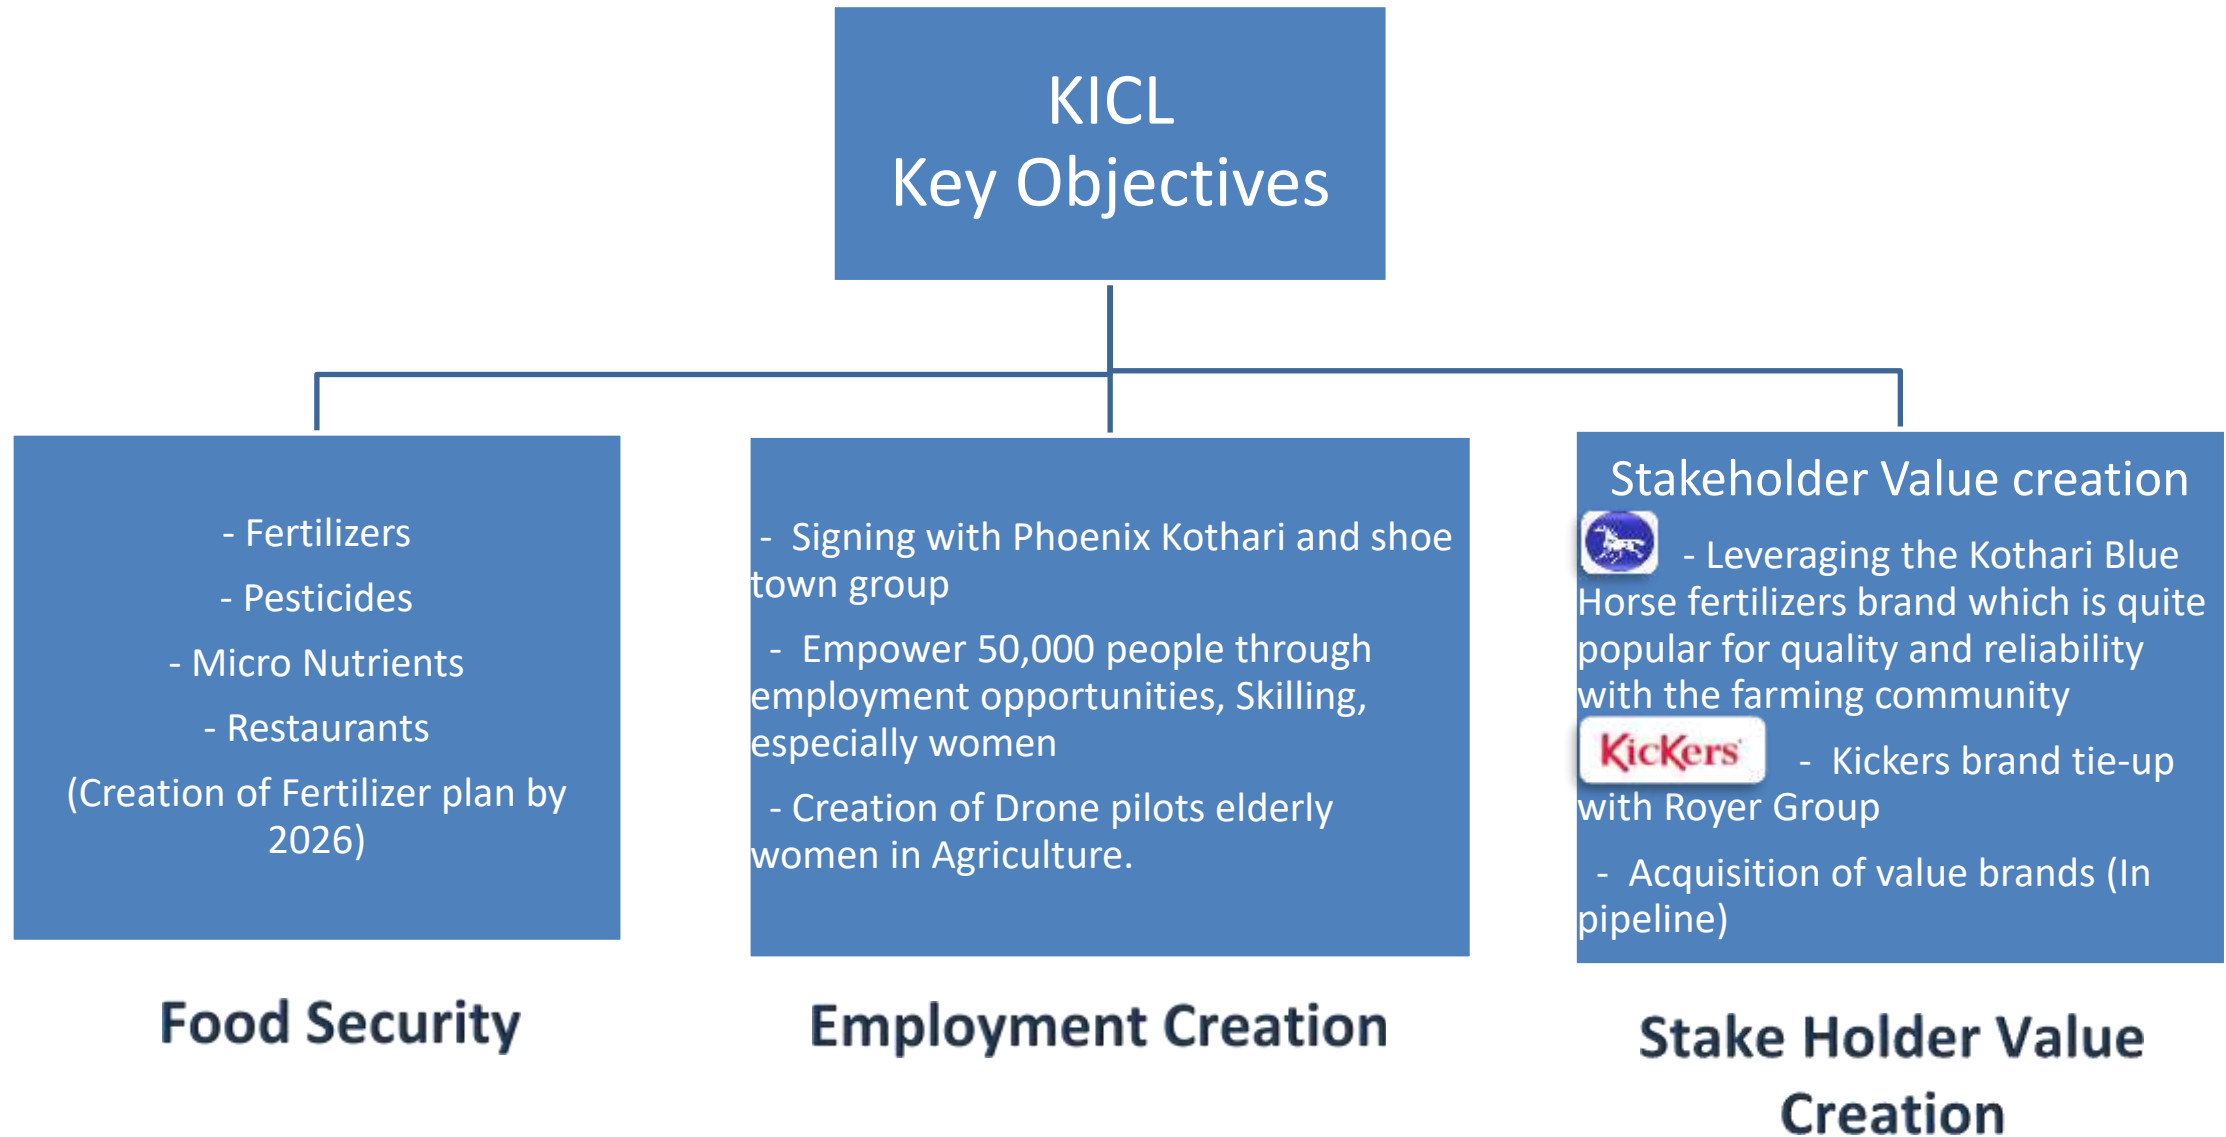 KICL
Key Objectives
- Fertilizers
- Pesticides
- Micro Nutrients
- Restaurants
(Creation of Fertilizer plan by
2026)
Food Security
- Signing with Phoenix Kothari and shoe
town group
- Empower 50,000 people through
employment opportunities, Skilling,
especially women
- Creation of Drone pilots elderly
women in Agriculture.
Employment Creation
Stakeholder Value creation
- Leveraging the Kothari Blue
Horse fertilizers brand which is quite
popular for quality and reliability
with the farming community
KicKers - Kickers brand tie-up
with Royer Group
- Acquisition of value brands (In
pipeline)
Stake Holder Value
Creation